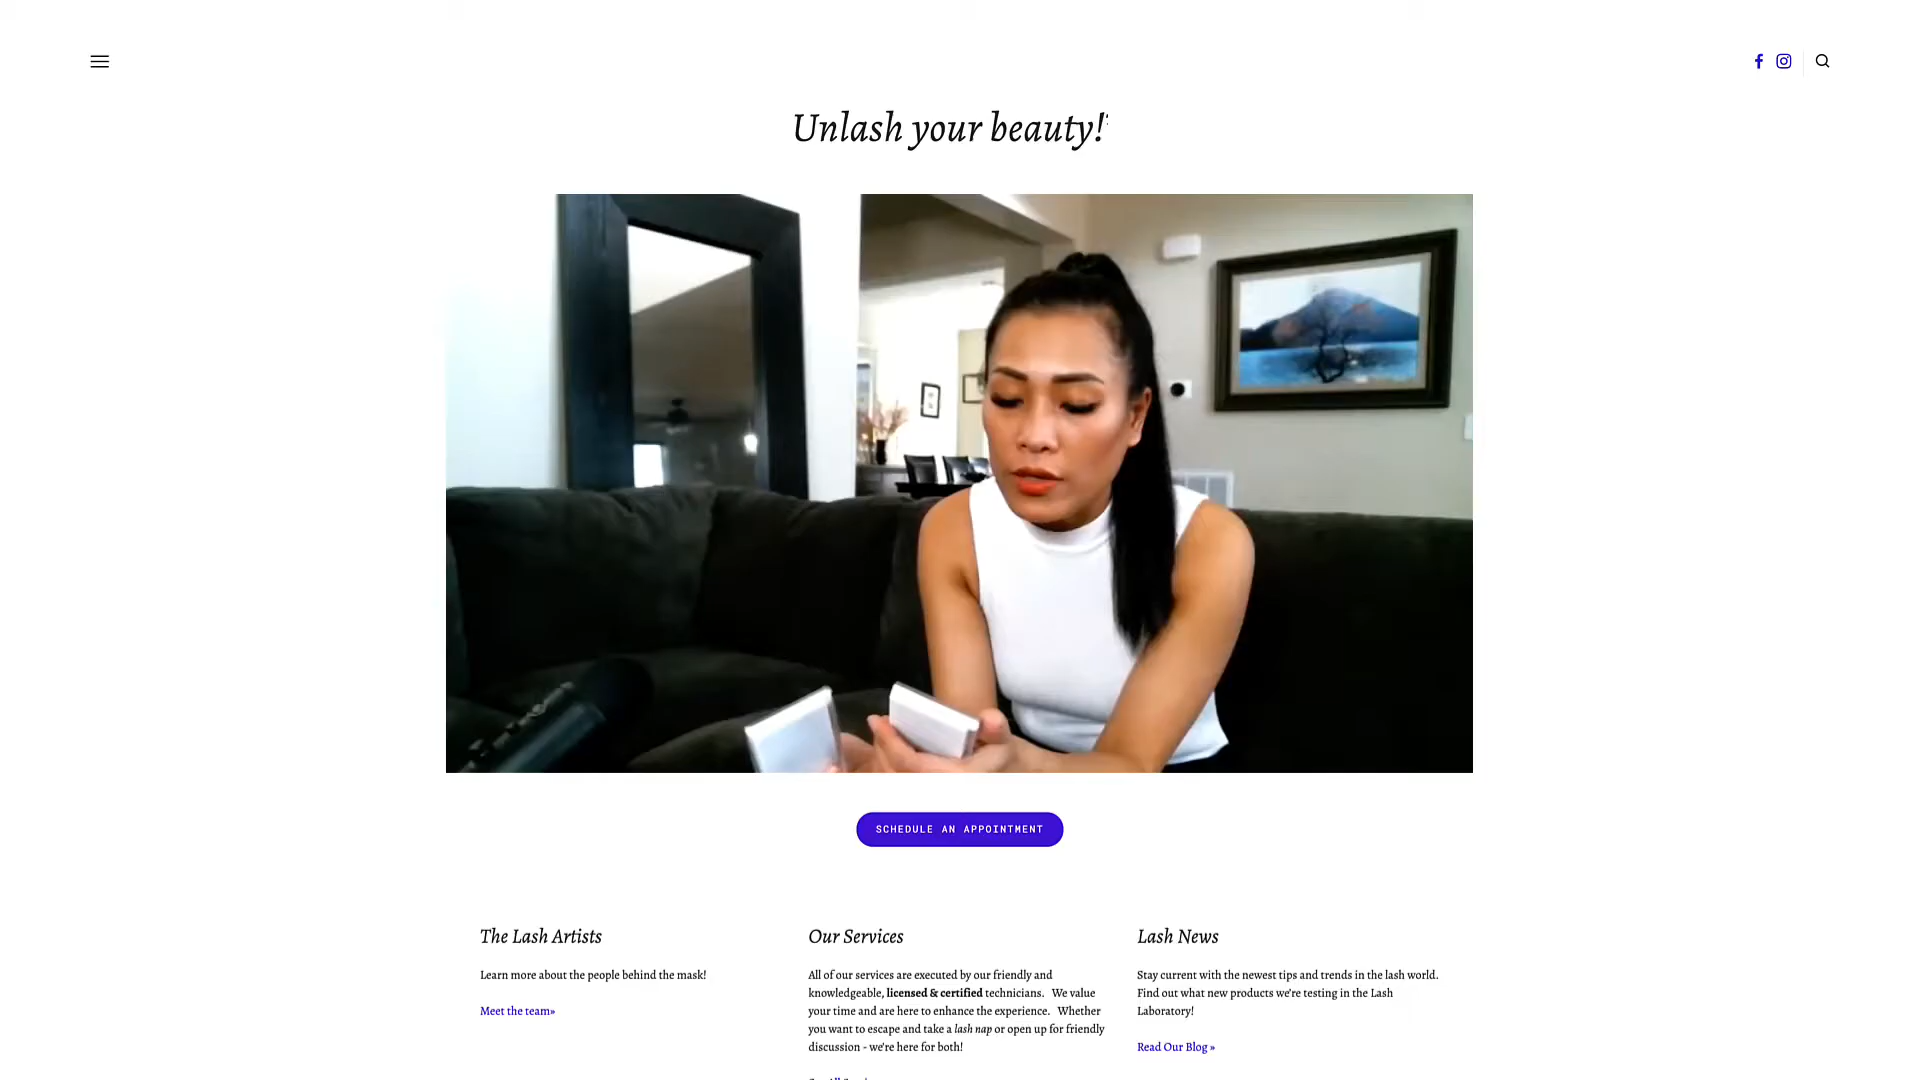 Unlash your beauty!
SCHEDULE AN APPOINTMENT
The Lash Artists
Learn more about the people behind the mask!
Meet the team»
Our Services
All of our services are executed by our friendly and
knowledgeable, licensed & certified technicians. We value
your time and are here to enhance the experience. Whether
you want to escape and take a lash nap or open up for friendly
discussion - we're here for both!
Lash News
Stay current with the newest tips and trends in the lash world.
Find out what new products we're testing in the Lash
Laboratory!
Read Our Blog »